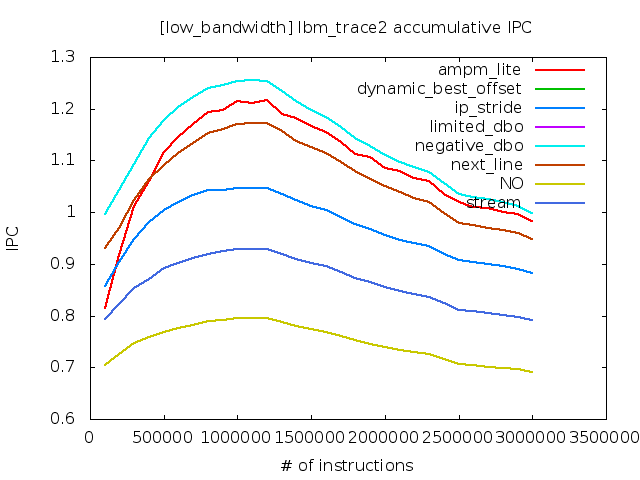 [low_bandwidth] lbm_trace2 accumulative IPC
1.3
1.2
1.1
1
0.9
0.8
0.7
0.6
IPC
ampm_lite
dynamic_best_offset
ip_stride
limited_dbo
negative_dbo
next_line
NO
stream
0 500000 1000000 1500000 2000000 2500000 3000000 3500000
# of instructions